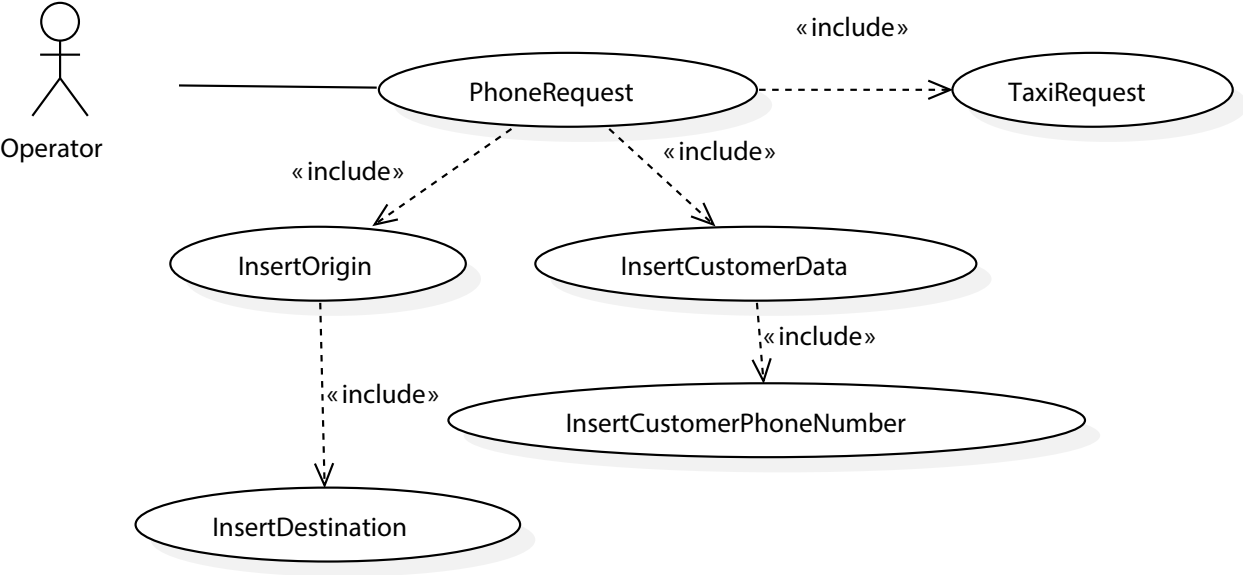 «include»
PhoneRequest
TaxiRequest
Operator
«include»
«include»
InsertOrigin
InsertCustomerData
«include»
«include»
InsertCustomerPhoneNumber
InsertDestination